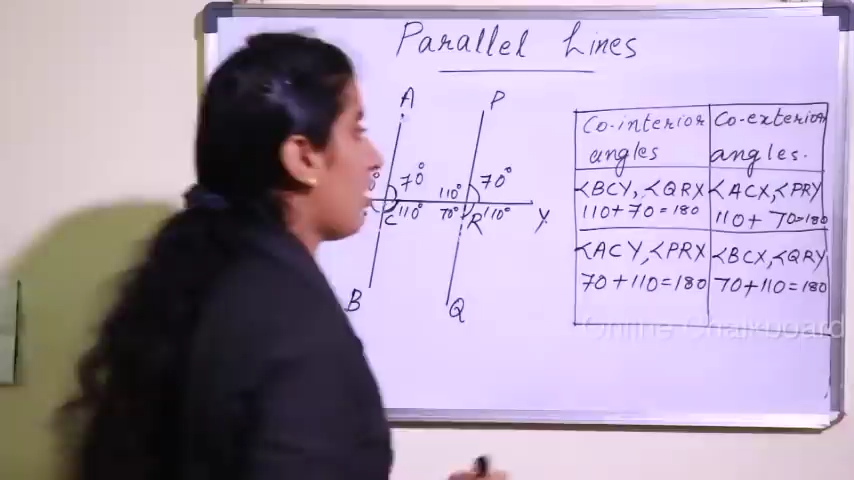 Parallel Lines
A
P
70°
110°
70°
C
110°
70°
R
110°
Y
B
Q
Co-interior angles
Co-exterior angles.
<BCY, <QRX
110+70=180
<ACX, <PRY
110+70=180
<ACY, <PRX
70+110=180
<BCX, <QRY
70+110=180
Online Chalkboard